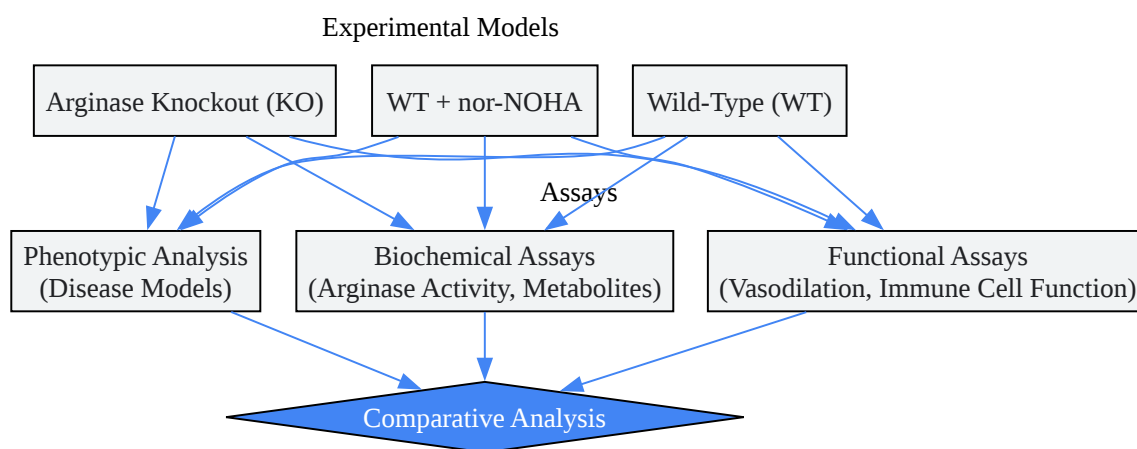 Experimental Models
Arginase Knockout (KO)
WT + nor-NOHA
Wild-Type (WT)
Assays
Phenotypic Analysis
(Disease Models)
Biochemical Assays
(Arginase Activity, Metabolites)
Functional Assays
(Vasodilation, Immune Cell Function)
Comparative Analysis